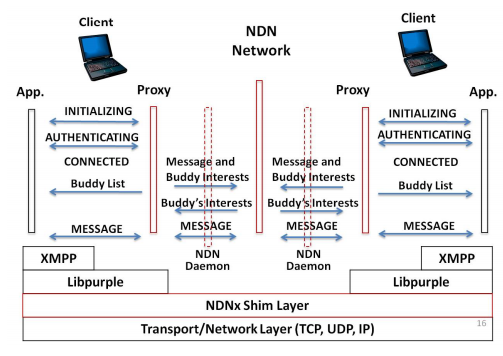 Client
NDN
Network
Client
App.
Proxy
Proxy
App.
INITIALIZING
AUTHENTICATING
CONNECTED
Buddy List
MESSAGE
Message and
Buddy Interests
Buddy's Interests
MESSAGE
NDN
Daemon
Message and
Buddy Interests
Buddy's Interests
MESSAGE
NDN
Daemon
INITIALIZING
AUTHENTICATING
CONNECTED
Buddy List
MESSAGE
XMPP
XMPP
Libpurple
Libpurple
NDNx Shim Layer
Transport/Network Layer (TCP, UDP, IP)
16